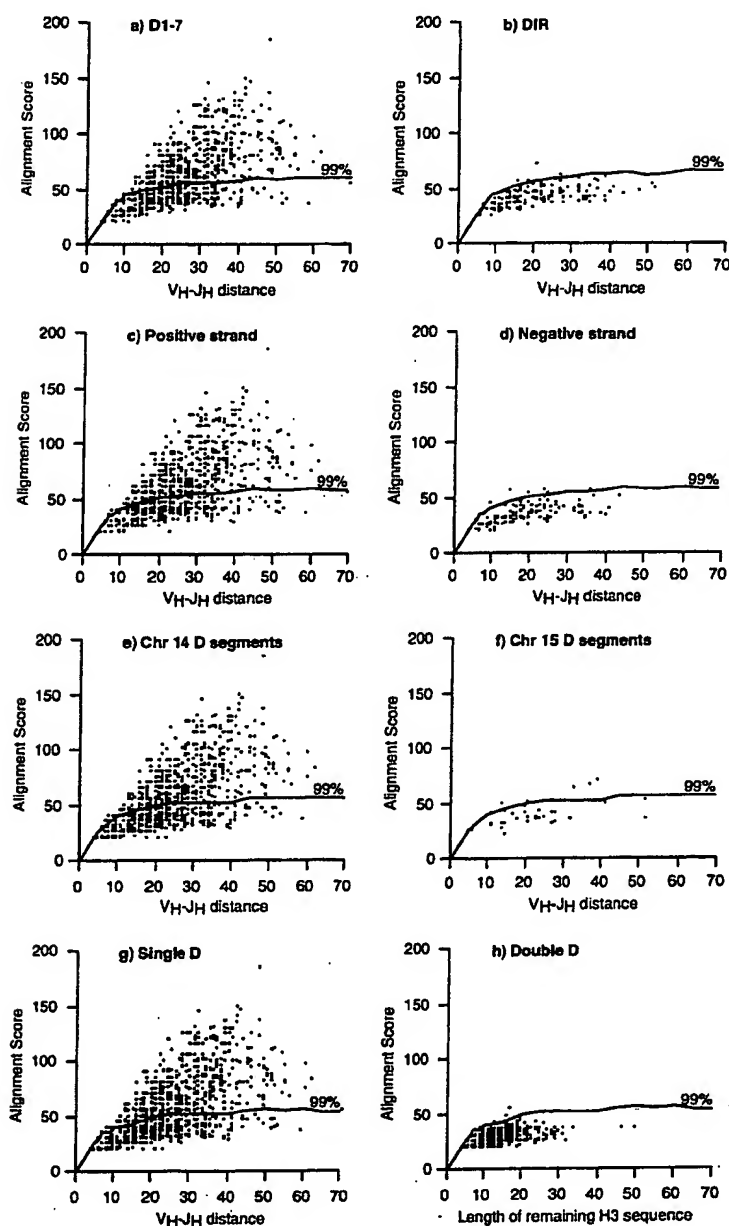 a) D1-7
Alignment Score
200
150
100
50
0
99%
0 10 20 30 40 50 60 70
VH-JH distance
b) DIR
Alignment Score
200
150
100
50
0
99%
0 10 20 30 40 50 60 70
VH-JH distance
c) Positive strand
Alignment Score
200
150
100
50
0
99%
0 10 20 30 40 50 60 70
VH-JH distance
d) Negative strand
Alignment Score
200
150
100
50
0
99%
0 10 20 30 40 50 60 70
VH-JH distance
e) Chr 14 D segments
Alignment Score
200
150
100
50
0
99%
0 10 20 30 40 50 60 70
VH-JH distance
f) Chr 15 D segments
Alignment Score
200
150
100
50
0
99%
0 10 20 30 40 50 60 70
VH-JH distance
g) Single D
Alignment Score
200
150
100
50
0
99%
0 10 20 30 40 50 60 70
VH-JH distance
h) Double D
Alignment Score
200
150
100
50
0
99%
0 10 20 30 40 50 60 70
Length of remaining H3 sequence